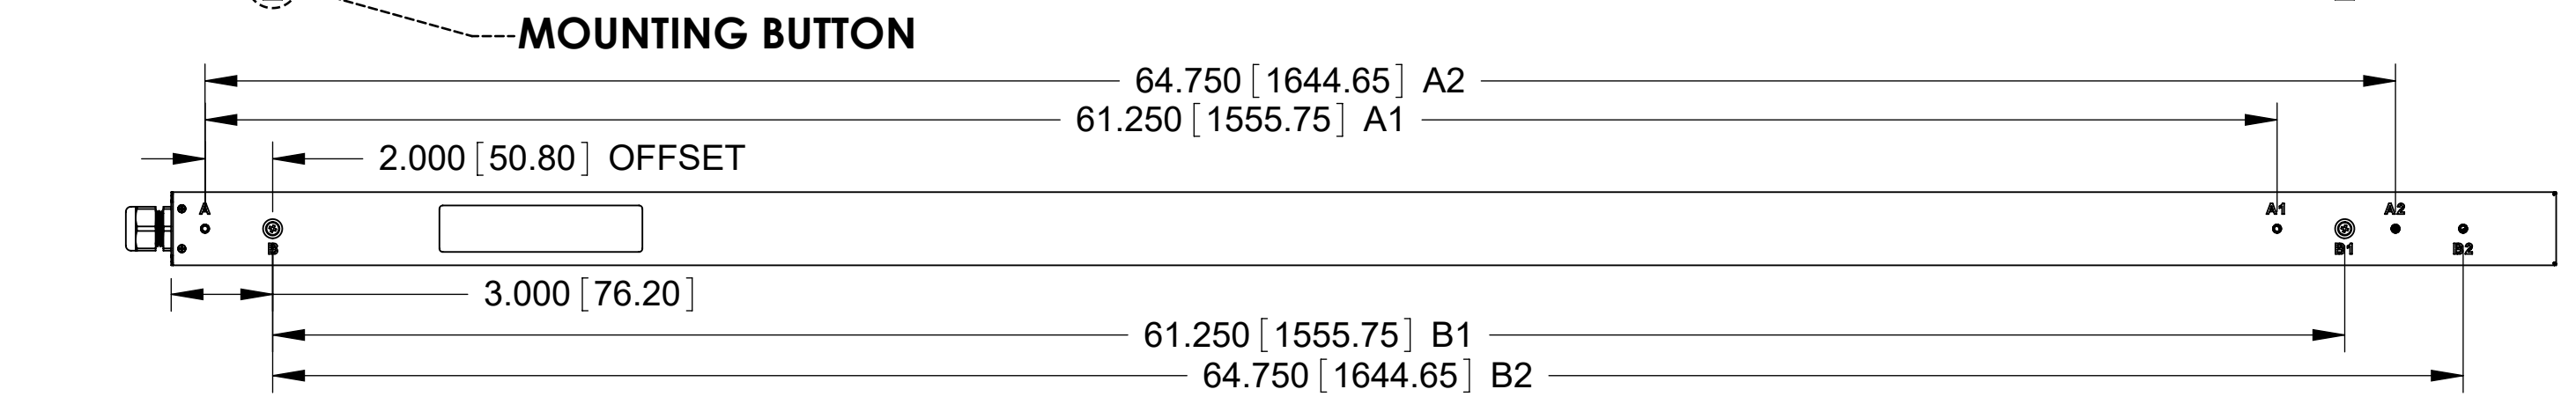 MOUNTING BUTTON
64.750 [1644.65] A2
61.250 [1555.75] A1
2.000 [50.80] OFFSET
A A1 A2
B B1 B2
3.000 [76.20]
61.250 [1555.75] B1
64.750 [1644.65] B2